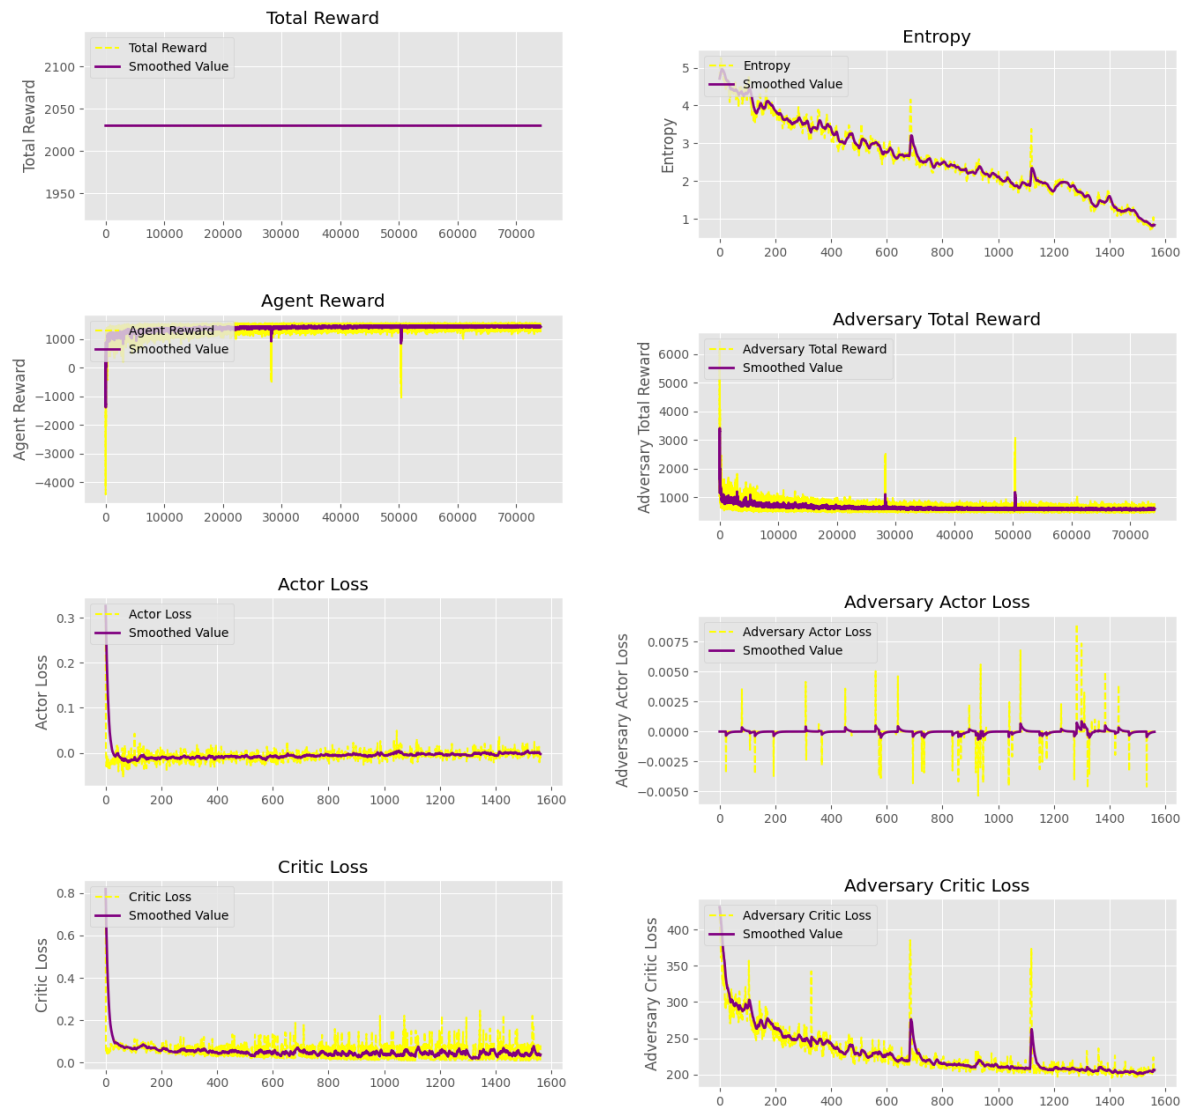 Total Reward
Total Reward
Total Reward
Smoothed Value
2100
2050
2000
1950
0 10000 20000 30000 40000 50000 60000 70000
Entropy
Entropy
Entropy
Smoothed Value
5
4
3
2
1
0 200 400 600 800 1000 1200 1400 1600
Agent Reward
Agent Reward
Agent Reward
Smoothed Value
1000
0
−1000
−2000
−3000
−4000
0 10000 20000 30000 40000 50000 60000 70000
Adversary Total Reward
Adversary Total Reward
Adversary Total Reward
Smoothed Value
6000
5000
4000
3000
2000
1000
0 10000 20000 30000 40000 50000 60000 70000
Actor Loss
Actor Loss
Actor Loss
Smoothed Value
0.3
0.2
0.1
0.0
0 200 400 600 800 1000 1200 1400 1600
Adversary Actor Loss
Adversary Actor Loss
Adversary Actor Loss
Smoothed Value
0.0075
0.0050
0.0025
0.0000
−0.0025
−0.0050
0 200 400 600 800 1000 1200 1400 1600
Critic Loss
Critic Loss
Critic Loss
Smoothed Value
0.8
0.6
0.4
0.2
0.0
0 200 400 600 800 1000 1200 1400 1600
Adversary Critic Loss
Adversary Critic Loss
Adversary Critic Loss
Smoothed Value
400
350
300
250
200
0 200 400 600 800 1000 1200 1400 1600